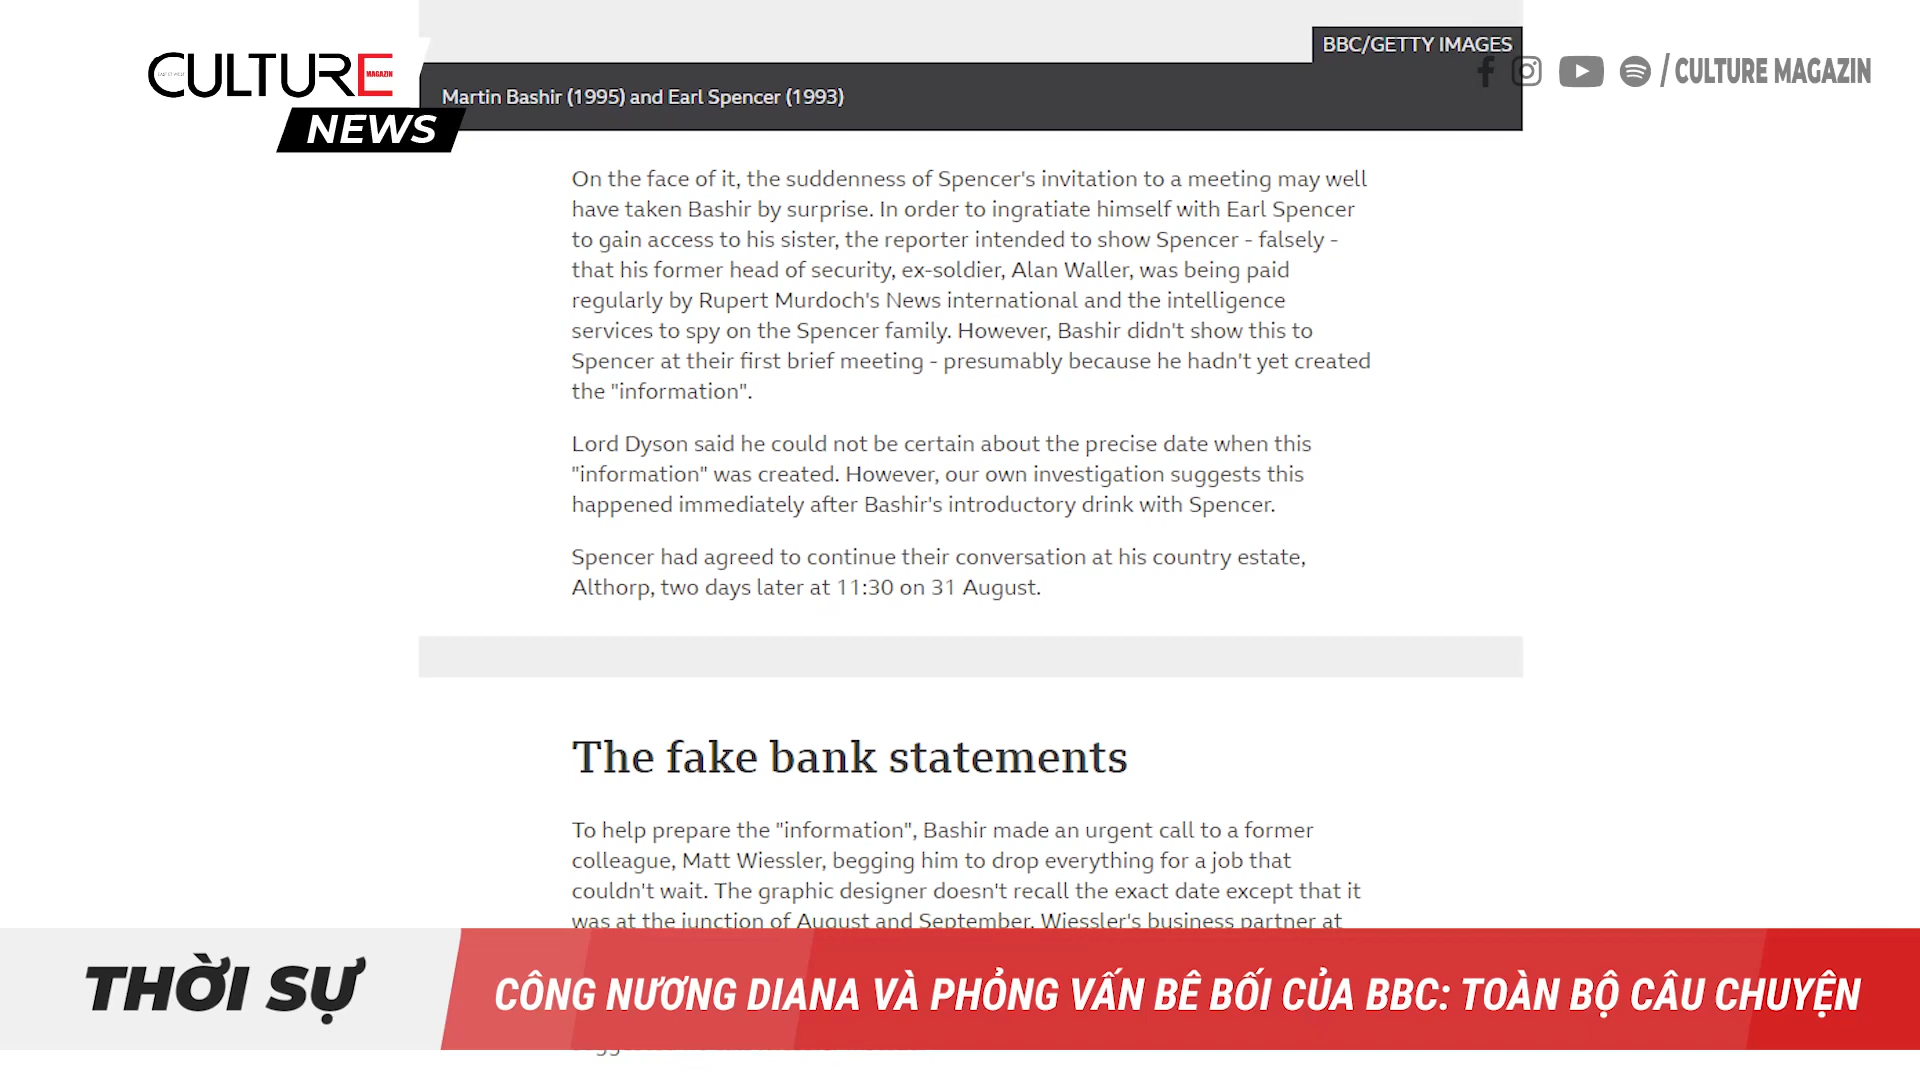 CULTURE
MAGAZIN
NEWS
BBC/GETTY IMAGES
/ CULTURE MAGAZIN
Martin Bashir (1995) and Earl Spencer (1993)
On the face of it, the suddenness of Spencer's invitation to a meeting may well
have taken Bashir by surprise. In order to ingratiate himself with Earl Spencer
to gain access to his sister, the reporter intended to show Spencer - falsely -
that his former head of security, ex-soldier, Alan Waller, was being paid
regularly by Rupert Murdoch's News international and the intelligence
services to spy on the Spencer family. However, Bashir didn't show this to
Spencer at their first brief meeting - presumably because he hadn't yet created
the "information".
Lord Dyson said he could not be certain about the precise date when this
"information" was created. However, our own investigation suggests this
happened immediately after Bashir's introductory drink with Spencer.
Spencer had agreed to continue their conversation at his country estate,
Althorp, two days later at 11:30 on 31 August.
The fake bank statements
To help prepare the "information", Bashir made an urgent call to a former
colleague, Matt Wiessler, begging him to drop everything for a job that
couldn't wait. The graphic designer doesn't recall the exact date except that it
was at the junction of August and September. Wiessler's business partner at
THỜI SỰ
CÔNG NƯƠNG DIANA VÀ PHỎNG VẤN BÊ BỐI CỦA BBC: TOÀN BỘ CÂU CHUYỆN